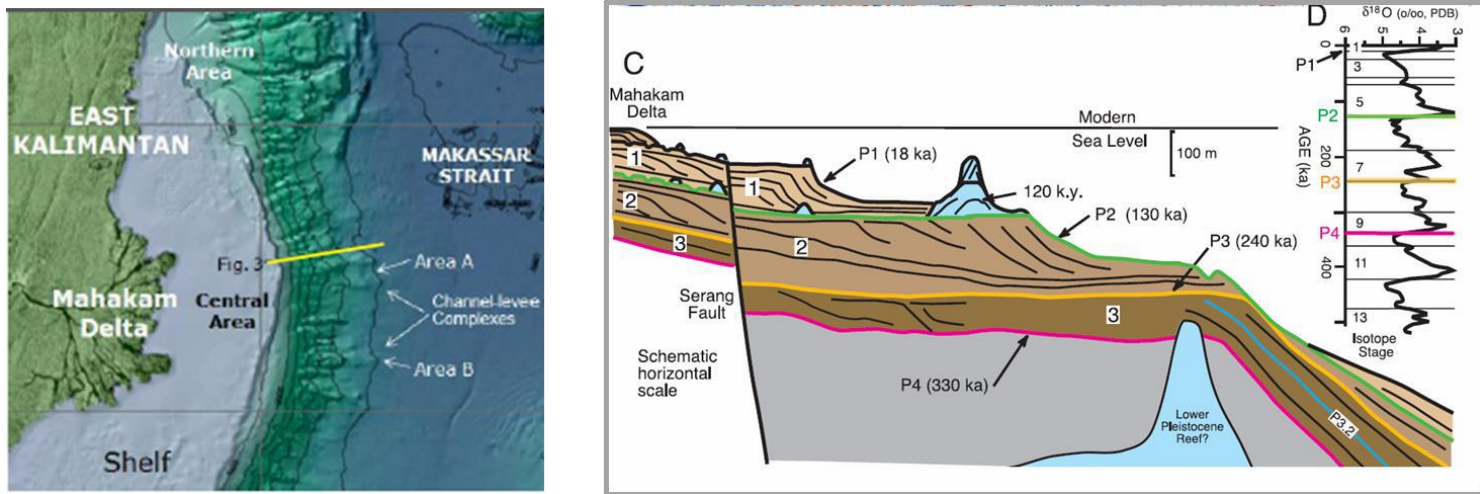 Northern
Area
EAST
KALIMANTAN
MAKASSAR
STRAIT
Fig. 3
Area A
Mahakam
Delta
Central
Area
Channel-levee
Complexes
Area B
Shelf
C
Mahakam
Delta
Modern
Sea Level
100 m
P1 (18 ka)
120 k.y.
P2 (130 ka)
P3 (240 ka)
1
1
2
2
3
3
Serang
Fault
Schematic
horizontal
scale
P4 (330 ka)
Lower
Pleistocene
Reef?
P3.2
D
δ18O (o/oo, PDB)
6 5 4 3
0
P1
P2
P3
P4
200
400
AGE (ka)
1
3
5
7
9
11
13
Isotope
Stage